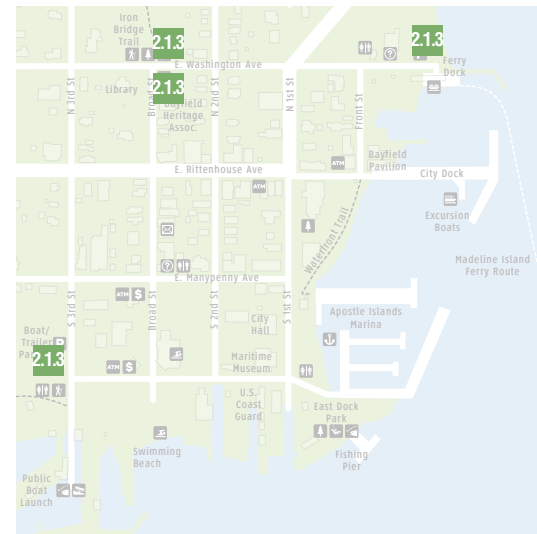 Iron
Bridge
Trail
2.1.3
2.1.3
E. Washington Ave
Ferry
Dock
N 3rd St
Library
2.1.3
Bayfield
Heritage
Assoc.
N 2nd St
N 1st St
Front St
ATM
Bayfield
Pavilion
E. Rittenhouse Ave
City Dock
ATM
Excursion
Boats
Waterfront Trail
Madeline Island
Ferry Route
E. Manypenny Ave
ATM $
S 3rd St
Broad St
S 2nd St
S 1st St
City
Hall
Apostle Islands
Marina
Boat/
Trailer
P
2.1.3
ATM $
Maritime
Museum
U.S.
Coast
Guard
East Dock
Park
Swimming
Beach
Fishing
Pier
Public
Boat
Launch